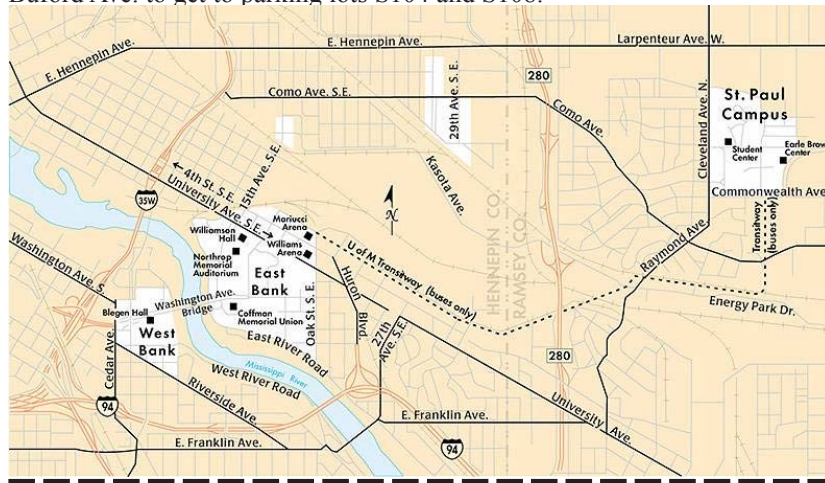 Buford Ave. to get to parking lots S104 and S108.
E. Hennepin Ave.
Larpenteur Ave. W.
E. Hennepin Ave.
280
Como Ave. S.E.
29th Ave. S. E.
Como Ave.
Cleveland Ave. N.
St. Paul
Campus
Student
Center
Earle Brow
Center
Commonwealth Ave
4th St. S.E.
University Ave. S.E.
15th Ave. S.E.
Kasota Ave.
35W
N
Williamson
Hall
Mariucci
Arena
Williams
Arena
Northrop
Memorial
Auditorium
East
Bank
U of M Transitway (buses only)
HENNEPIN CO.
RAMSEY CO.
Raymond Ave.
Transitway
(buses only)
Energy Park Dr.
Washington Ave. S.
Washington Ave.
Bridge
Blegen Hall
West
Bank
Coffman
Memorial Union
Oak St. S.E.
Huron
Blvd.
27th
Ave. S.E.
East River Road
Mississippi River
West River Road
Cedar Ave.
Riverside Ave.
94
280
University Ave.
E. Franklin Ave.
E. Franklin Ave.
94